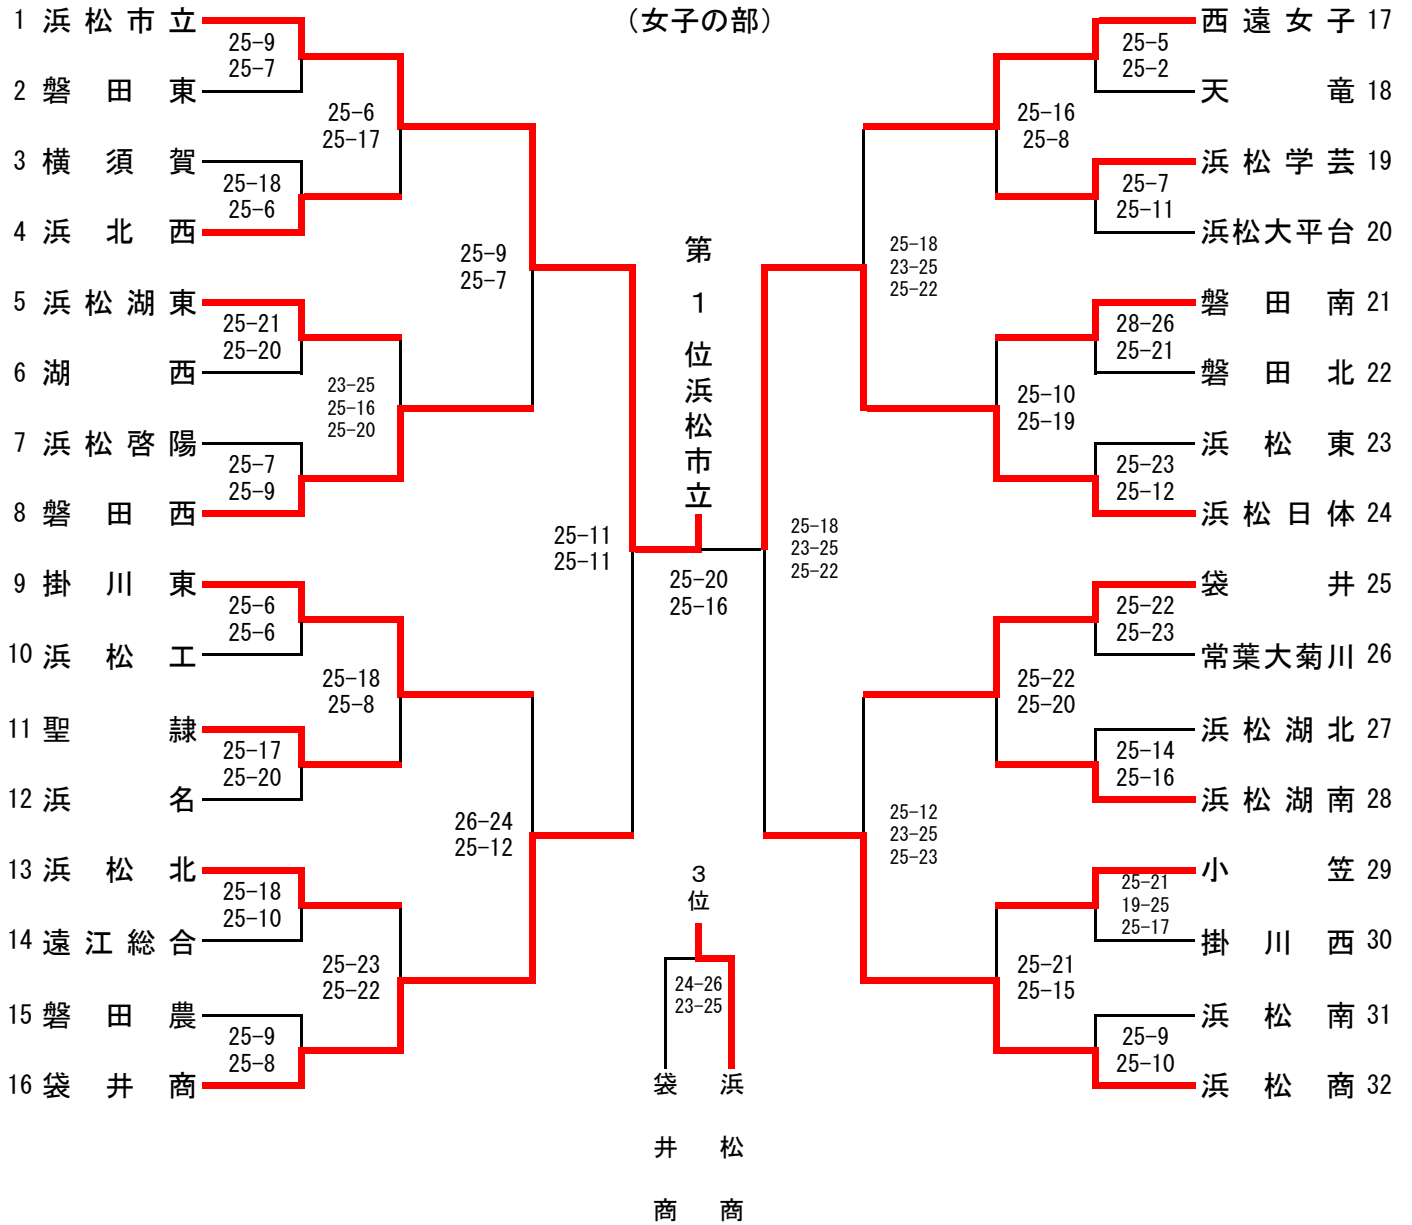 （女子の部）
1 浜松市立
25-9
25-7
2 磐田東
25-6
25-17
3 横須賀
25-18
25-6
4 浜北西
25-9
25-7
5 浜松湖東
25-21
25-20
6 湖西
23-25
25-16
25-20
7 浜松啓陽
25-7
25-9
8 磐田西
25-11
25-11
9 掛川東
25-6
25-6
10 浜松工
25-18
25-8
11 聖隷
25-17
25-20
12 浜名
26-24
25-12
13 浜松北
25-18
25-10
14 遠江総合
25-23
25-22
15 磐田農
25-9
25-8
16 袋井商
第1位浜松市立
25-20
25-16
3位
24-26
23-25
袋井商
浜松商
西遠女子 17
25-5
25-2
天竜 18
25-16
25-8
浜松学芸 19
25-7
25-11
浜松大平台 20
25-18
23-25
25-22
磐田南 21
28-26
25-21
磐田北 22
25-10
25-19
浜松東 23
25-23
25-12
浜松日体 24
25-18
23-25
25-22
袋井 25
25-22
25-23
常葉大菊川 26
25-22
25-20
浜松湖北 27
25-14
25-16
浜松湖南 28
25-12
23-25
25-23
小笠 29
25-21
19-25
25-17
掛川西 30
25-21
25-15
浜松南 31
25-9
25-10
浜松商 32